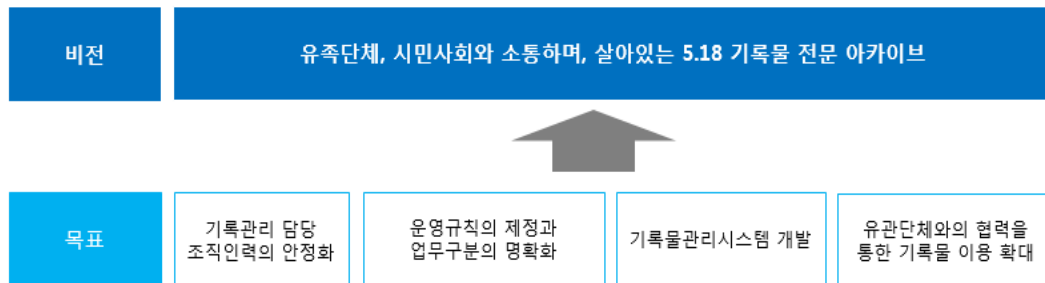 비전
유족단체, 시민사회와 소통하며, 살아있는 5.18 기록물 전문 아카이브
목표
기록관리 담당
조직인력의 안정화
운영규칙의 제정과
업무구분의 명확화
기록물관리시스템 개발
유관단체와의 협력을
통한 기록물 이용 확대